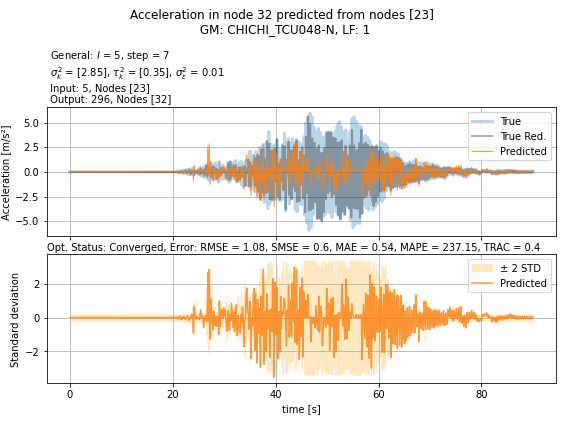 Acceleration in node 32 predicted from nodes [23]
GM: CHICHI_TCU048-N, LF: 1
General: l = 5, step = 7
σ²ₖ = [2.85], τ²ₖ = [0.35], σ²ε = 0.01
Input: 5, Nodes [23]
Output: 296, Nodes [32]
Acceleration [m/s²]
5.0
2.5
0.0
−2.5
−5.0
True
True Red.
Predicted
Opt. Status: Converged, Error: RMSE = 1.08, SMSE = 0.6, MAE = 0.54, MAPE = 237.15, TRAC = 0.4
Standard deviation
2
0
−2
± 2 STD
Predicted
0 20 40 60 80
time [s]